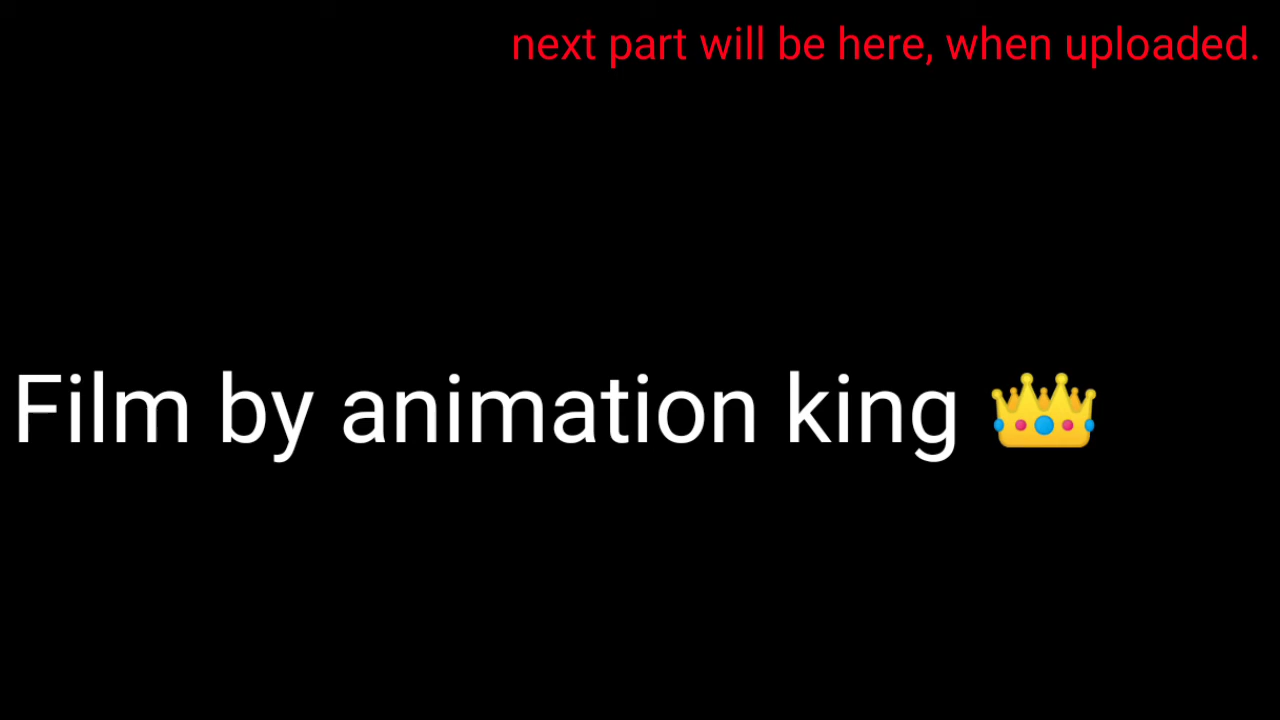 next part will be here, when uploaded.
Film by animation king 👑